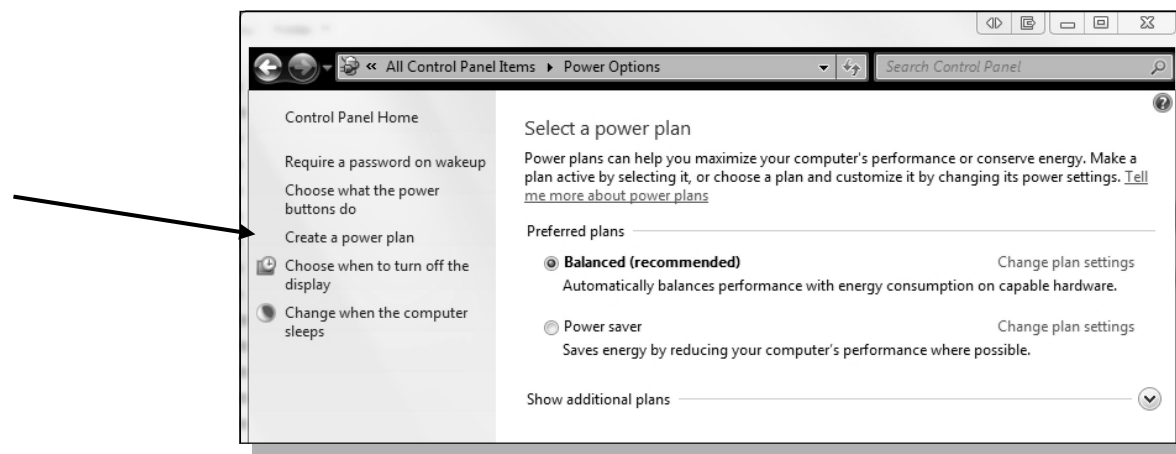 « All Control Panel Items ▸ Power Options
Search Control Panel
Control Panel Home
Require a password on wakeup
Choose what the power
buttons do
Create a power plan
Choose when to turn off the
display
Change when the computer
sleeps
Select a power plan
Power plans can help you maximize your computer's performance or conserve energy. Make a
plan active by selecting it, or choose a plan and customize it by changing its power settings. Tell
me more about power plans
Preferred plans
Balanced (recommended) Change plan settings
Automatically balances performance with energy consumption on capable hardware.
Power saver Change plan settings
Saves energy by reducing your computer's performance where possible.
Show additional plans